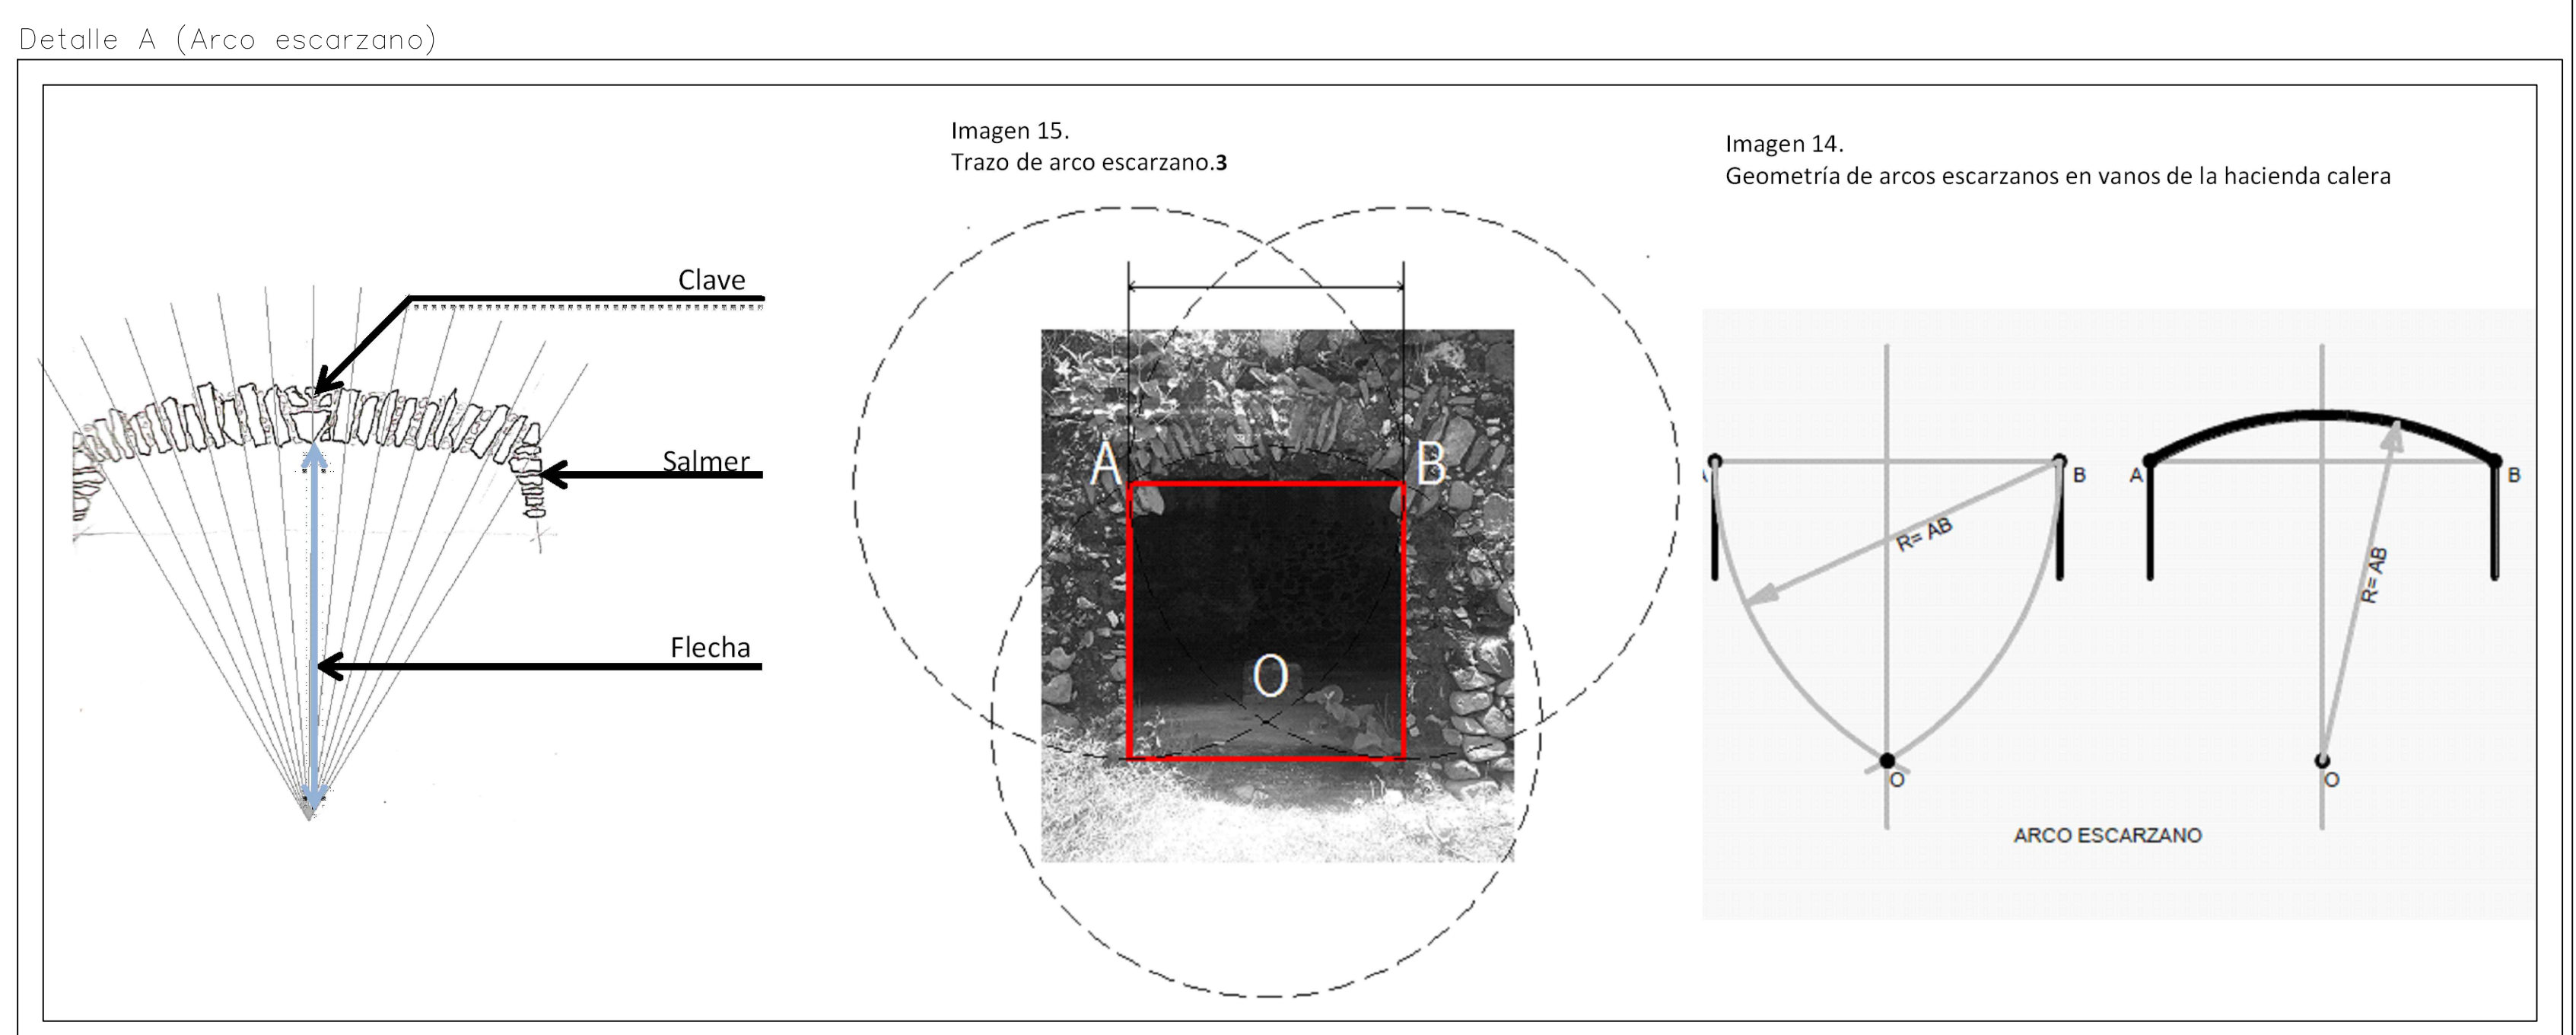 Detalle A (Arco escarzano)
Clave
Salmer
Flecha
Imagen 15.
Trazo de arco escarzano.3
A
B
O
Imagen 14.
Geometría de arcos escarzanos en vanos de la hacienda calera
B
R= AB
O
A
B
R= AB
O
ARCO ESCARZANO